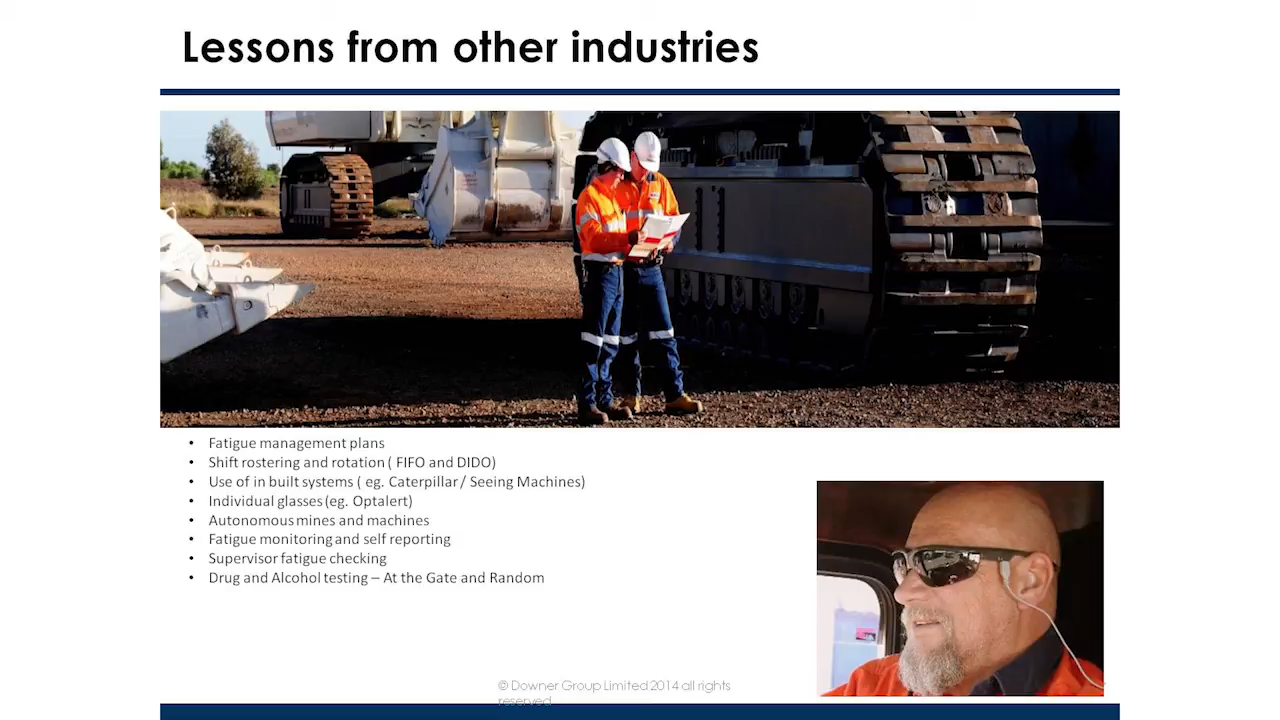 Lessons from other industries
• Fatigue management plans
• Shift rostering and rotation ( FIFO and DIDO)
• Use of in built systems ( eg. Caterpillar/ Seeing Machines)
• Individual glasses (eg. Optalert)
• Autonomous mines and machines
• Fatigue monitoring and self reporting
• Supervisor fatigue checking
• Drug and Alcohol testing – At the Gate and Random
© Downer Group Limited 2014 all rights
reserved